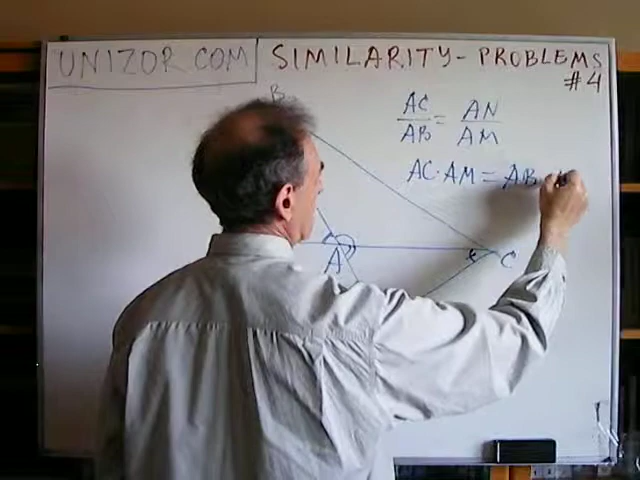 UNIZOR.COM
SIMILARITY - PROBLEMS
#4
AC/AB = AN/AM
AC·AM = AB·
B
A
C